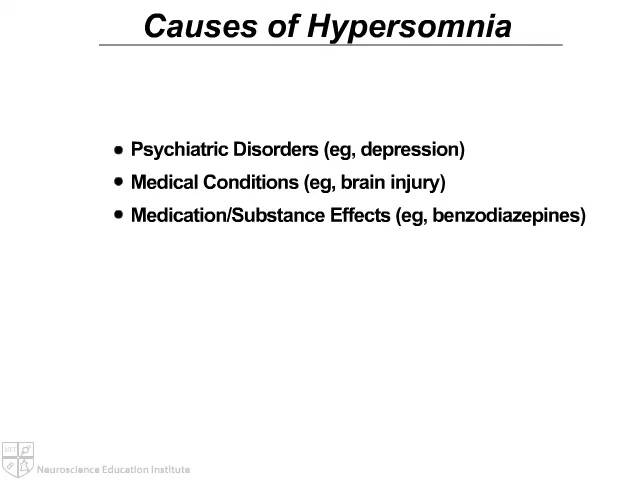 Causes of Hypersomnia
• Psychiatric Disorders (eg, depression)
• Medical Conditions (eg, brain injury)
• Medication/Substance Effects (eg, benzodiazepines)
Neuroscience Education Institute